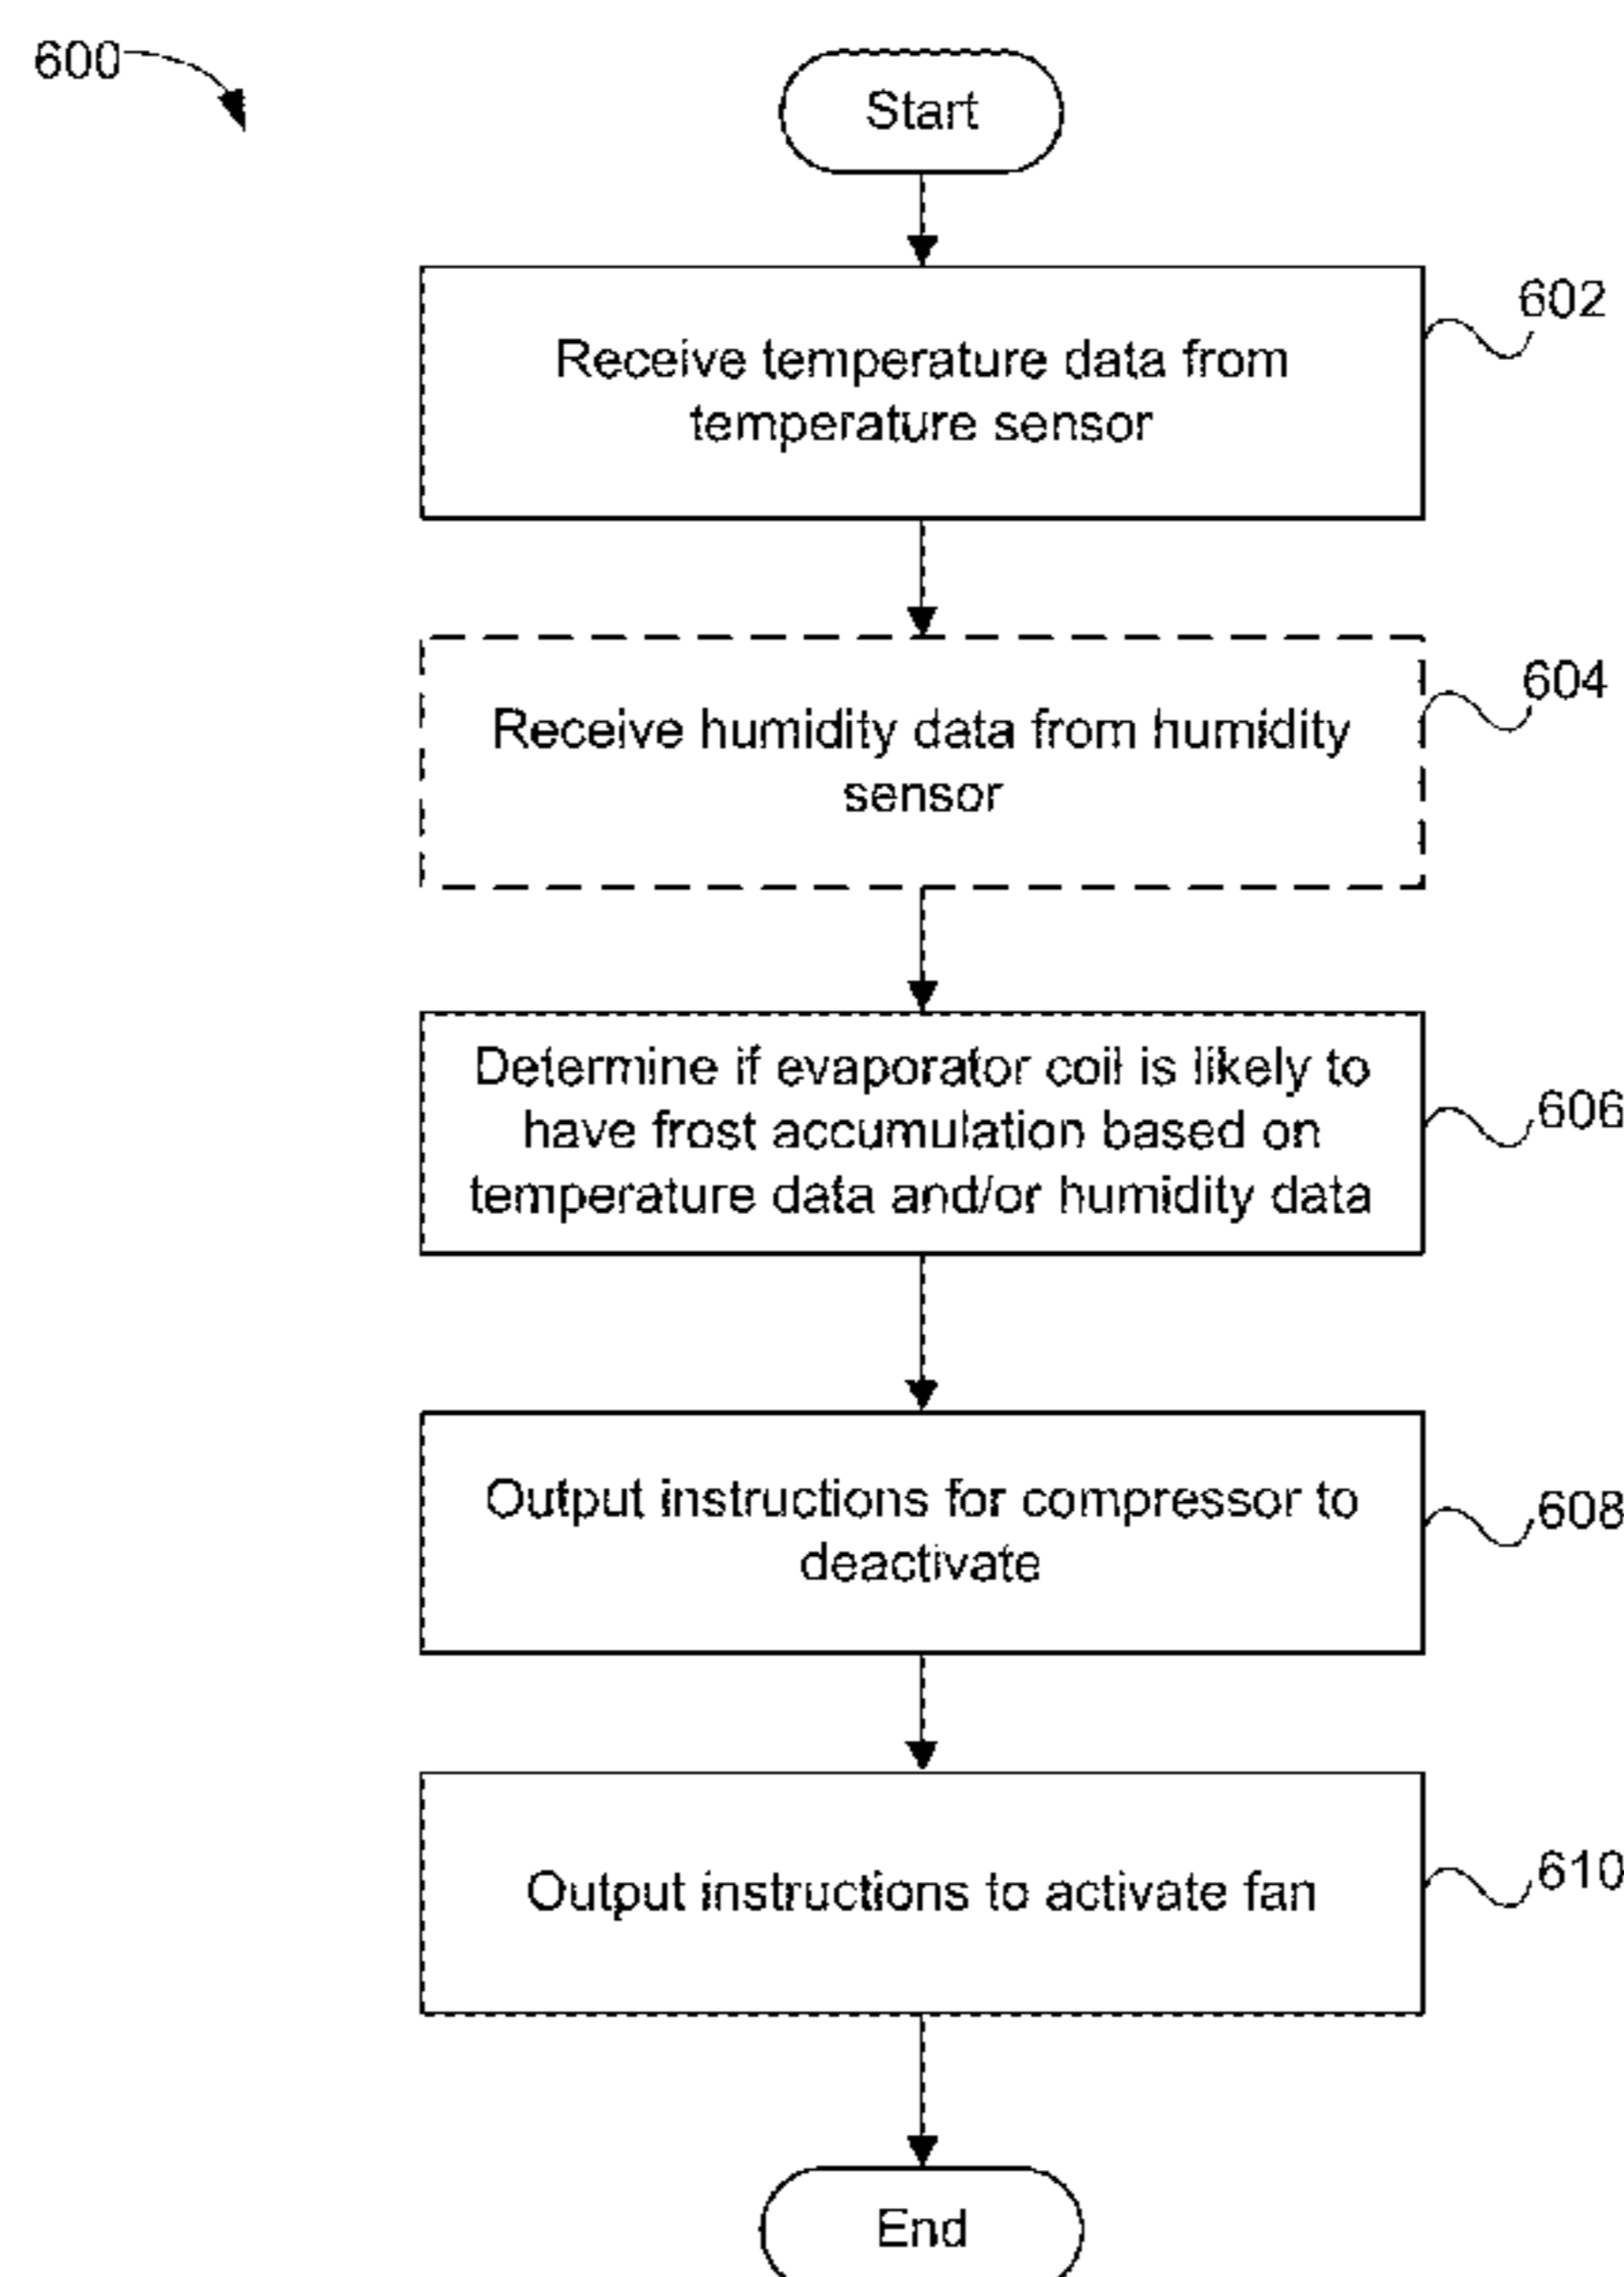 600
Start
Receive temperature data from
temperature sensor
602
Receive humidity data from humidity
sensor
604
Determine if evaporator coil is likely to
have frost accumulation based on
temperature data and/or humidity data
606
Output instructions for compressor to
deactivate
608
Output instructions to activate fan
610
End